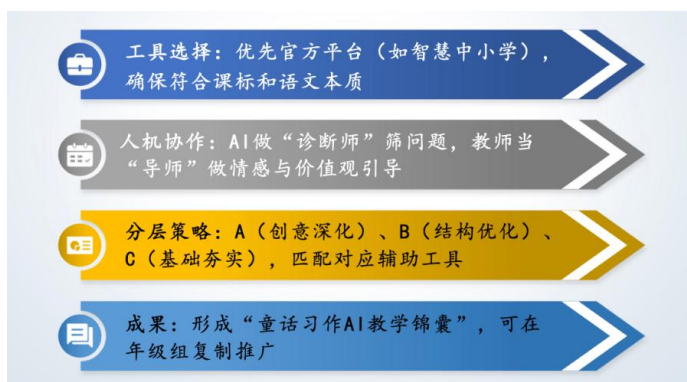 工具选择：优先官方平台（如智慧中小学），
确保符合课标和语文本质
人机协作：AI做“诊断师”筛问题，教师当
“导师”做情感与价值观引导
分层策略：A（创意深化）、B（结构优化）、
C（基础夯实），匹配对应辅助工具
成果：形成“童话习作AI教学锦囊”，可在
年级组复制推广